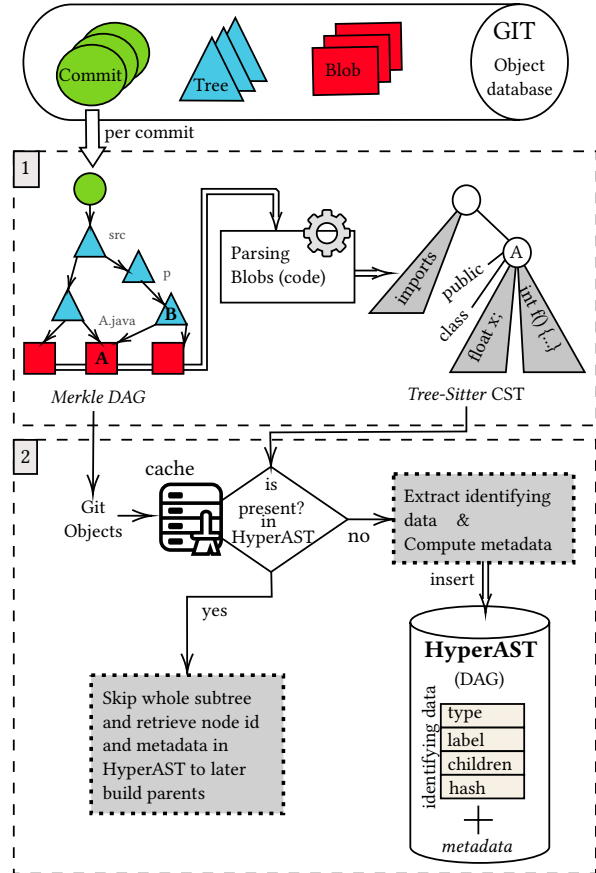 GIT
Object
database
Commit
Tree
Blob
per commit
1
src
p
B
A.java
A
Merkle DAG
Parsing
Blobs (code)
imports
A
public
class
float x;
int f() {...}
Tree-Sitter CST
2
cache
Git
Objects
is
present?
in
HyperAST
no
yes
Extract identifying
data &
Compute metadata
insert
Skip whole subtree
and retrieve node id
and metadata in
HyperAST to later
build parents
HyperAST
(DAG)
identifying data
type
label
children
hash
+
metadata